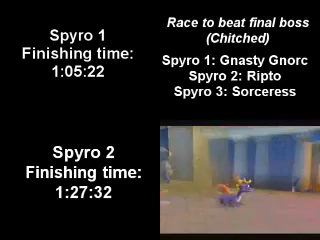 Spyro 1
Finishing time:
1:05:22
Race to beat final boss
(Chitched)
Spyro 1: Gnasty Gnorc
Spyro 2: Ripto
Spyro 3: Sorceress
Spyro 2
Finishing time:
1:27:32